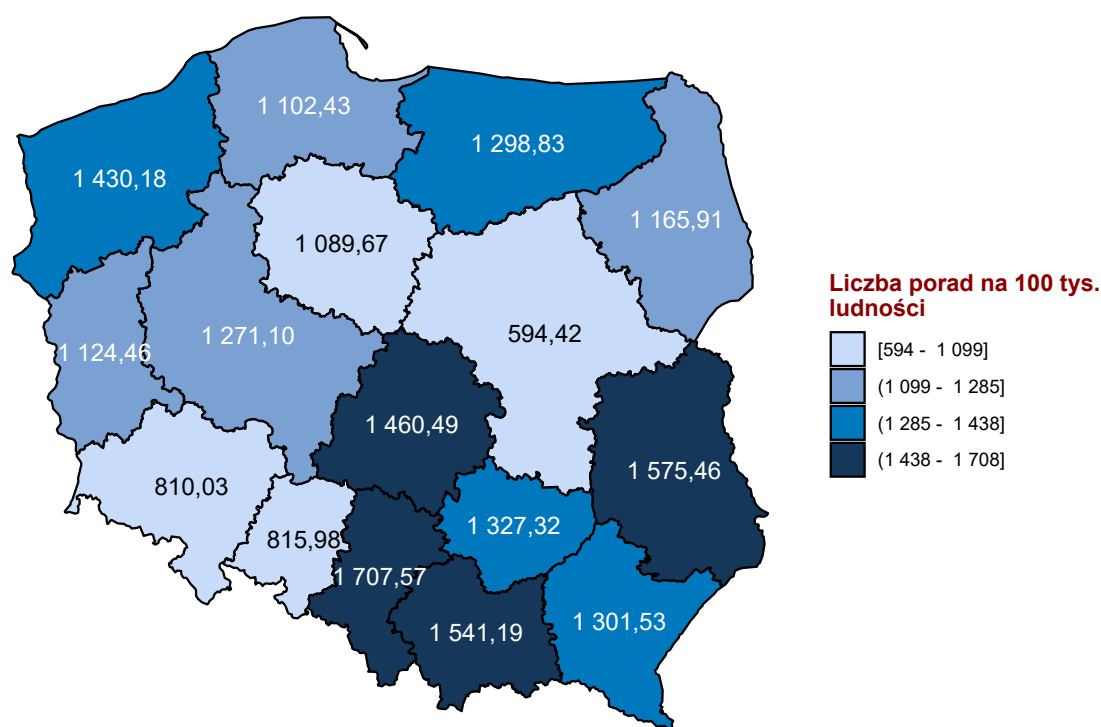 1 102,43
1 298,83
1 430,18
1 165,91
1 089,67
1 271,10
594,42
1 124,46
1 460,49
1 575,46
810,03
1 327,32
815,98
1 707,57
1 301,53
1 541,19
Liczba porad na 100 tys.
ludności
[594 - 1 099]
(1 099 - 1 285]
(1 285 - 1 438]
(1 438 - 1 708]